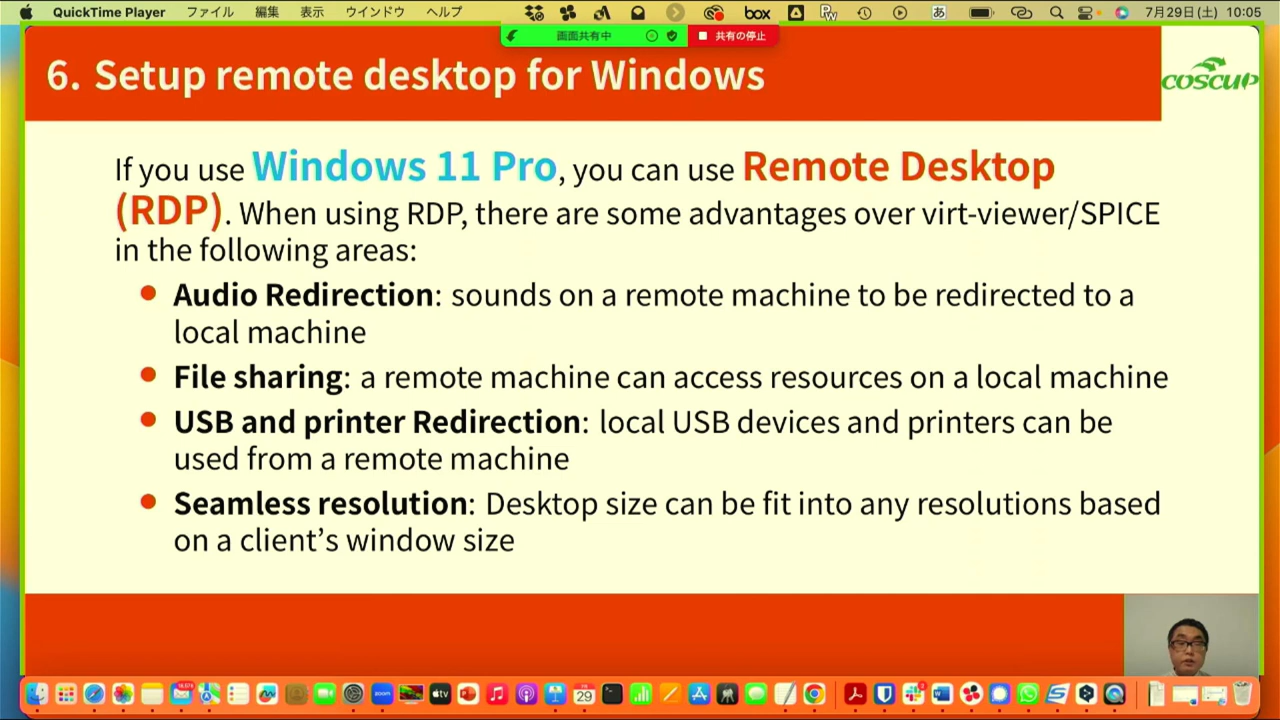 QuickTime Player ファイル 編集 表示 ウインドウ ヘルプ box あ 7月29日(土) 10:05
画面共有中 共有の停止
6. Setup remote desktop for Windows
COSCUP
If you use Windows 11 Pro, you can use Remote Desktop
(RDP). When using RDP, there are some advantages over virt-viewer/SPICE
in the following areas:
Audio Redirection: sounds on a remote machine to be redirected to a
local machine
File sharing: a remote machine can access resources on a local machine
USB and printer Redirection: local USB devices and printers can be
used from a remote machine
Seamless resolution: Desktop size can be fit into any resolutions based
on a client’s window size
zoom tv 29